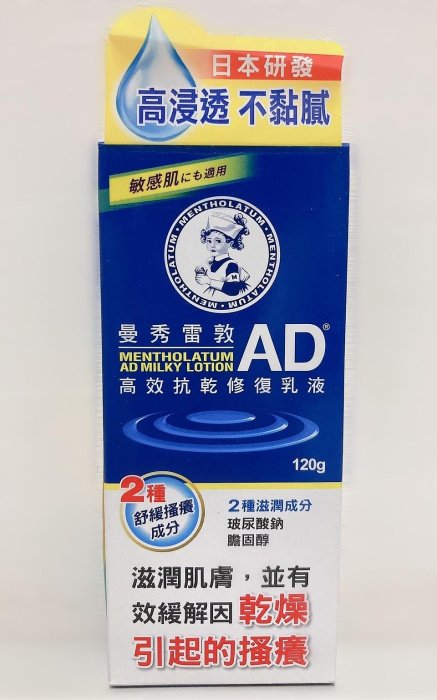 日本研發
高浸透 不黏膩
敏感肌にも適用
MENTHOLATUM・MENTHOLATUM・MENTHOLATUM・MENTHOLATUM・
曼秀雷敦
MENTHOLATUM
AD MILKY LOTION
AD®
高效抗乾修復乳液
120g
2種
舒緩搔癢
成分
2種滋潤成分
玻尿酸鈉
膽固醇
滋潤肌膚，並有
效緩解因乾燥
引起的搔癢